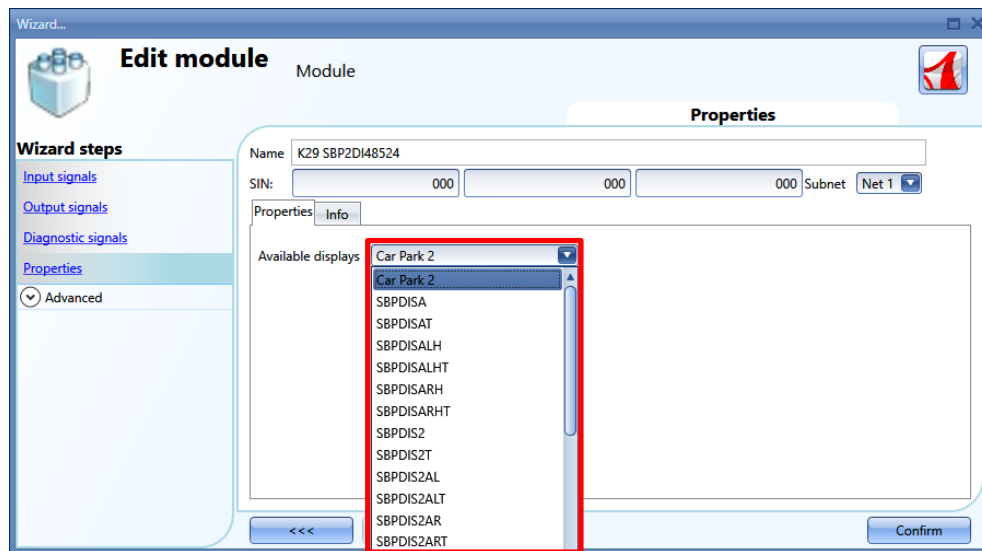 Wizard...
Edit module
Module
Properties
Wizard steps
Input signals
Output signals
Diagnostic signals
Properties
Advanced
Name K29 SBP2DI48524
SIN: 000 000 000 Subnet Net 1
Properties Info
Available displays Car Park 2
Car Park 2
SBPDISA
SBPDISAT
SBPDISALH
SBPDISALHT
SBPDISARH
SBPDISARHT
SBPDIS2
SBPDIS2T
SBPDIS2AL
SBPDIS2ALT
SBPDIS2AR
SBPDIS2ART
<<<
Confirm